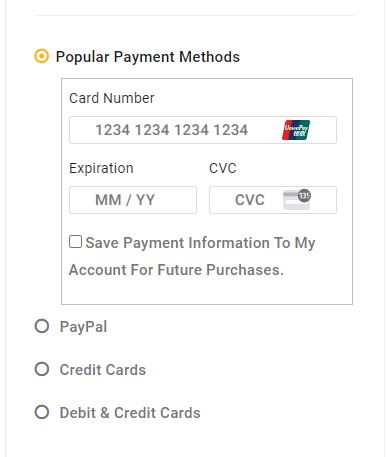 Popular Payment Methods
Card Number
1234 1234 1234 1234
UnionPay
银联
Expiration
CVC
MM / YY
CVC
135
Save Payment Information To My
Account For Future Purchases.
PayPal
Credit Cards
Debit & Credit Cards